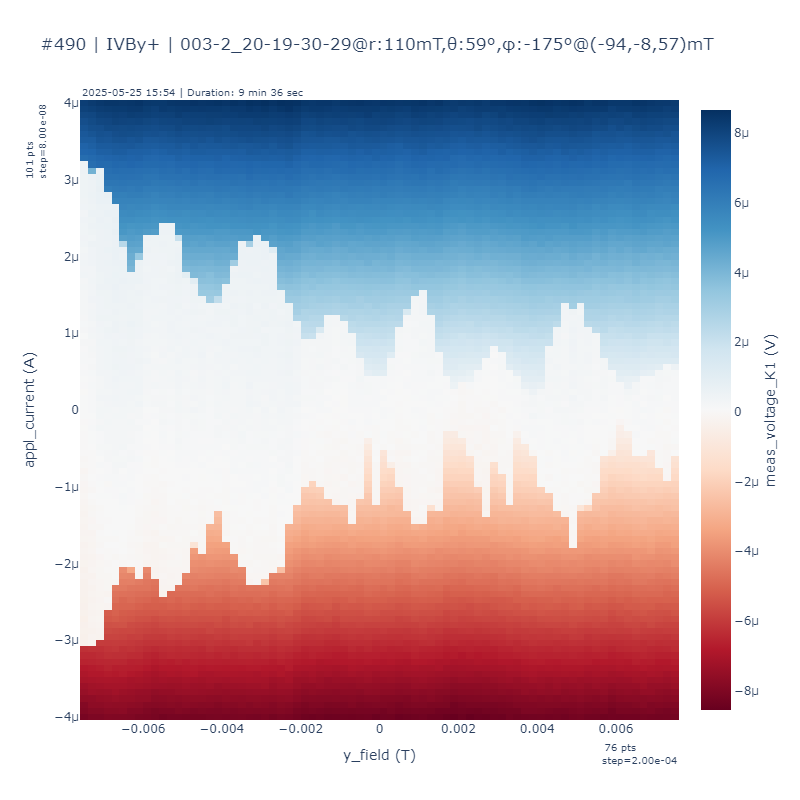 #490 | IVBy+ | 003-2_20-19-30-29@r:110mT,θ:59°,φ:-175°@(-94,-8,57)mT
2025-05-25 15:54 | Duration: 9 min 36 sec
101 pts
step=8.00e-08
appl_current (A)
4μ
3μ
2μ
1μ
0
−1μ
−2μ
−3μ
−4μ
−0.006
−0.004
−0.002
0
0.002
0.004
0.006
y_field (T)
76 pts
step=2.00e-04
8μ
6μ
4μ
2μ
0
−2μ
−4μ
−6μ
−8μ
meas_voltage_K1 (V)